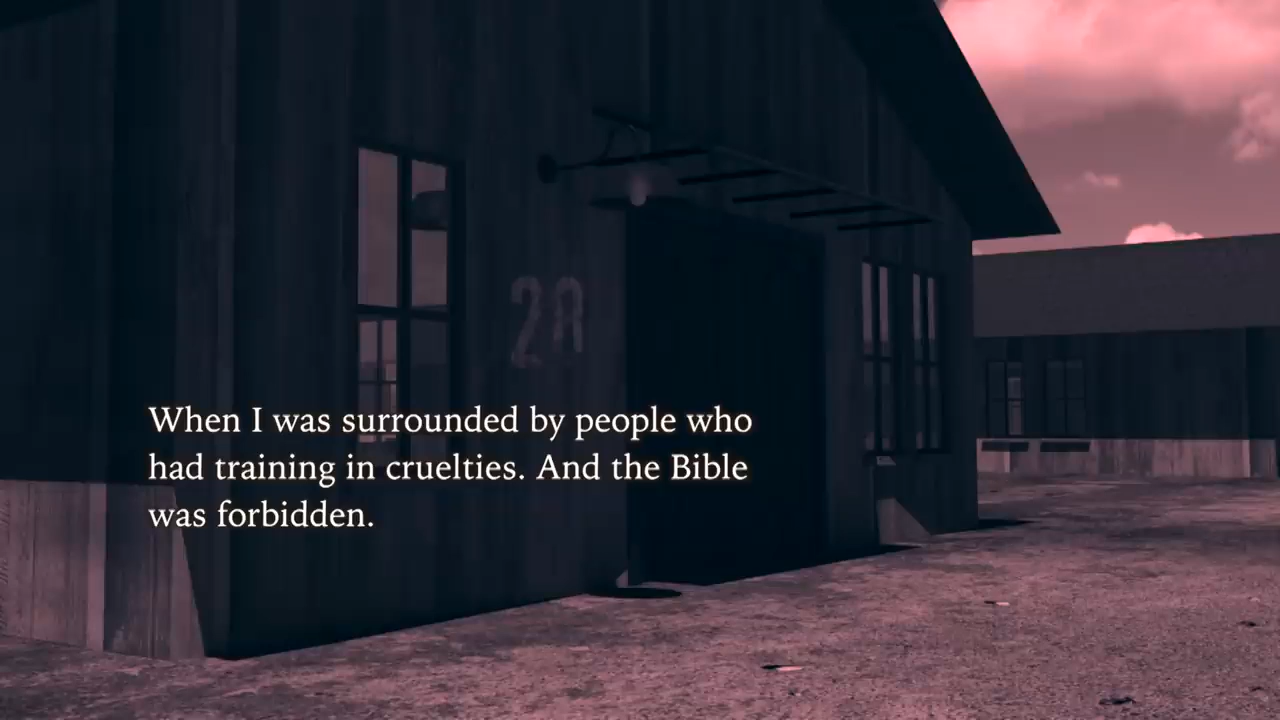 28
When I was surrounded by people who
had training in cruelties. And the Bible
was forbidden.